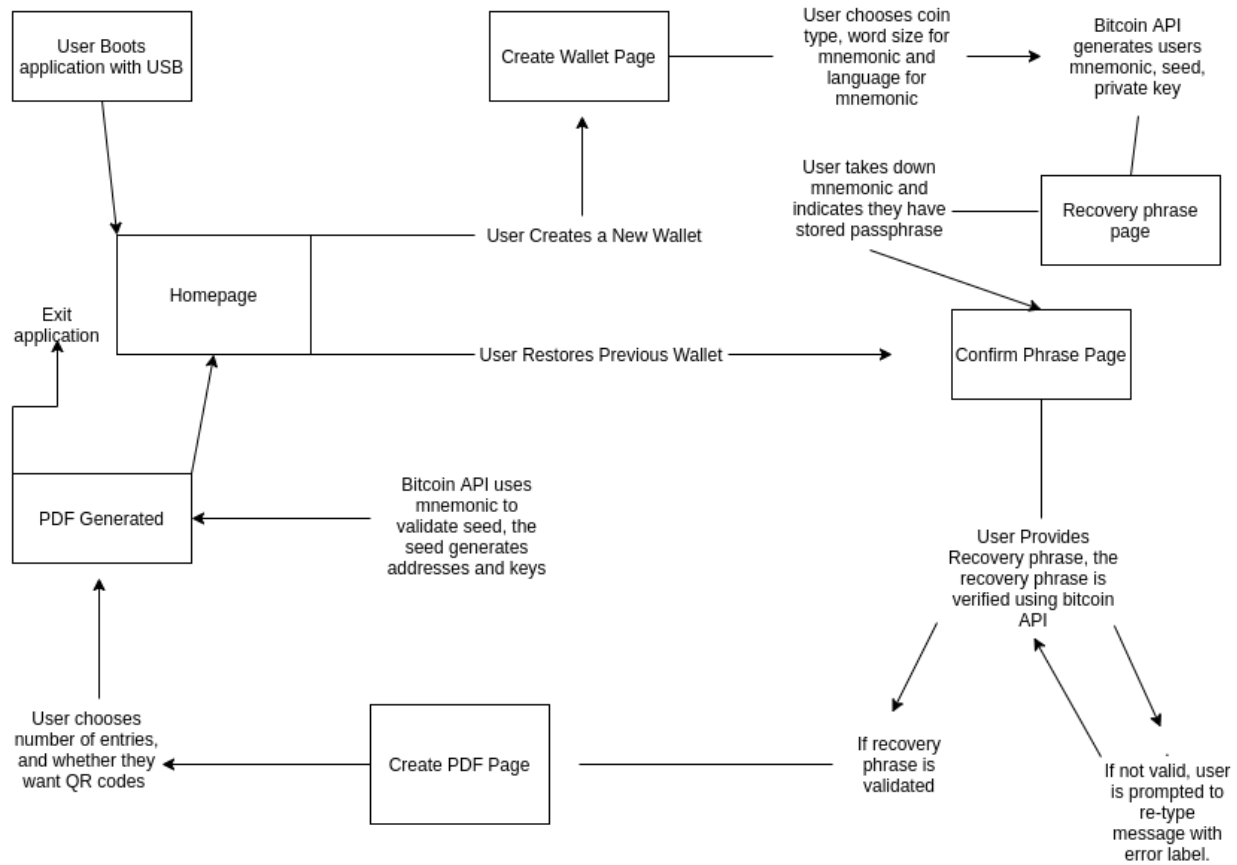 User Boots
application with USB
Create Wallet Page
User chooses coin
type, word size for
mnemonic and
language for
mnemonic
Bitcoin API
generates users
mnemonic, seed,
private key
User takes down
mnemonic and
indicates they have
stored passphrase
Recovery phrase
page
User Creates a New Wallet
Homepage
Exit
application
User Restores Previous Wallet
Confirm Phrase Page
PDF Generated
Bitcoin API uses
mnemonic to
validate seed, the
seed generates
addresses and keys
User Provides
Recovery phrase, the
recovery phrase is
verified using bitcoin
API
User chooses
number of entries,
and whether they
want QR codes
Create PDF Page
If recovery
phrase is
validated
If not valid, user
is prompted to
re-type
message with
error label.